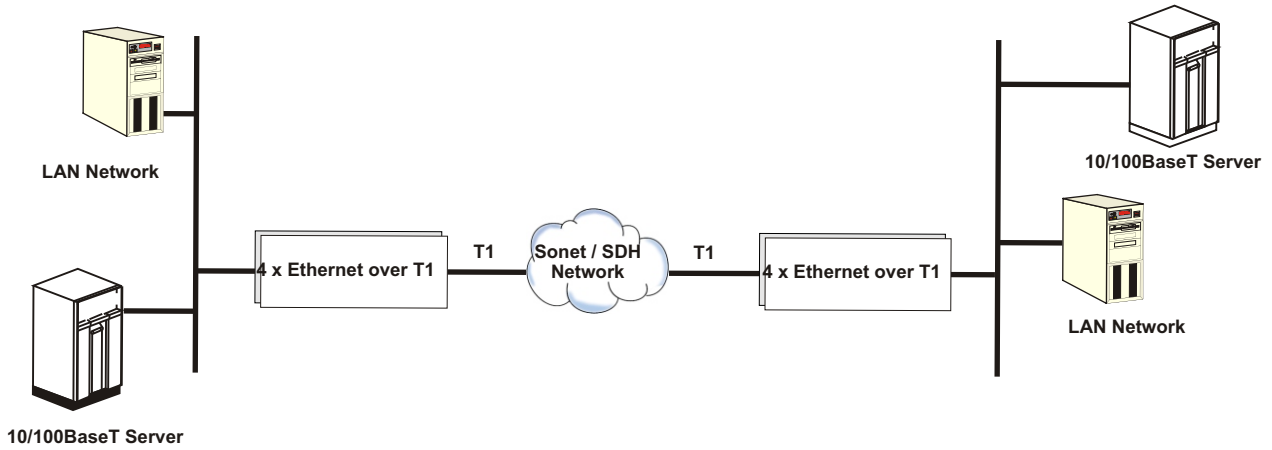 LAN Network
10/100BaseT Server
4 x Ethernet over T1
T1
Sonet / SDH
Network
T1
4 x Ethernet over T1
10/100BaseT Server
LAN Network